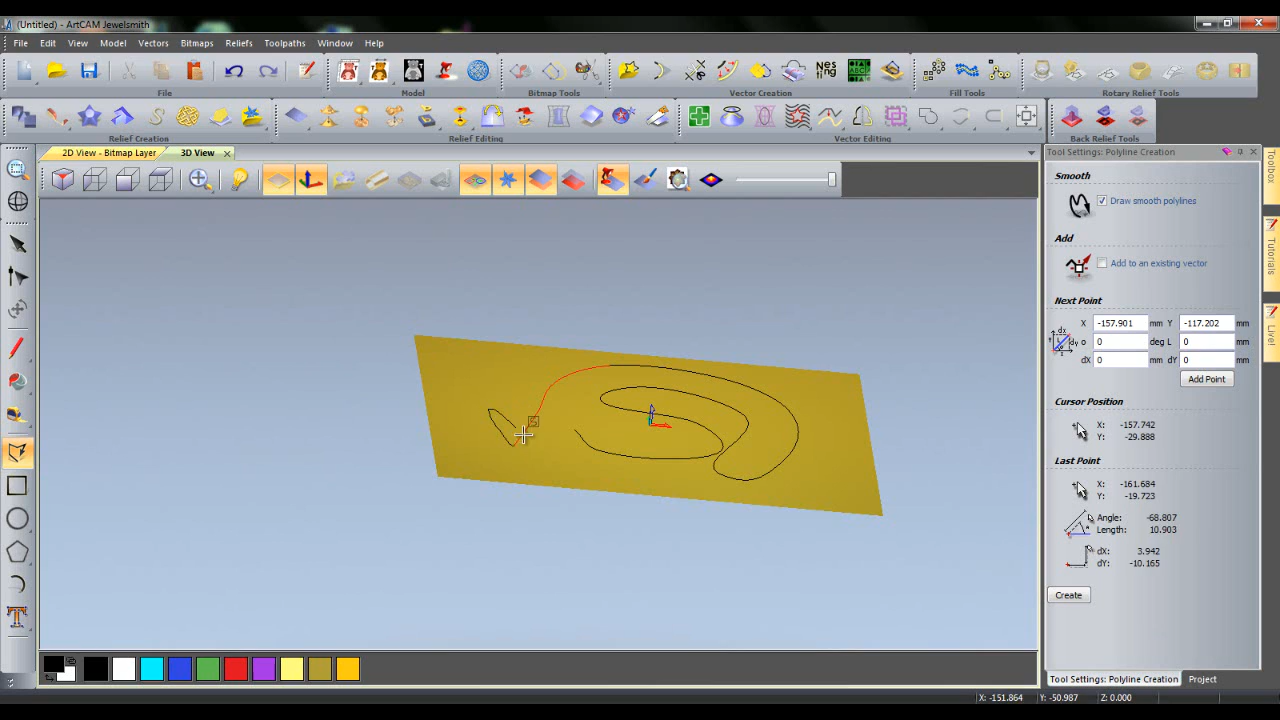 (Untitled) - ArtCAM Jewelsmith
File Edit View Model Vectors Bitmaps Reliefs Toolpaths Window Help
File Model Bitmap Tools Vector Creation Fill Tools Rotary Relief Tools
Nes
ting
Relief Creation Relief Editing Vector Editing Back Relief Tools
2D View - Bitmap Layer 3D View
Tool Settings: Polyline Creation
Smooth
Draw smooth polylines
Add
Add to an existing vector
Next Point
X -157.901 mm Y -117.202 mm
o 0 deg L 0
dX 0 mm dY 0 mm
Add Point
Cursor Position
X: -157.742
Y: -29.888
Last Point
X: -161.684
Y: -19.723
Angle: -68.807
Length: 10.903
dX: 3.942
dY: -10.165
Create
Tool Settings: Polyline Creation Project
Toolbox
Tutorials
Live!
X: -151.864 Y: -50.987 Z: 0.000